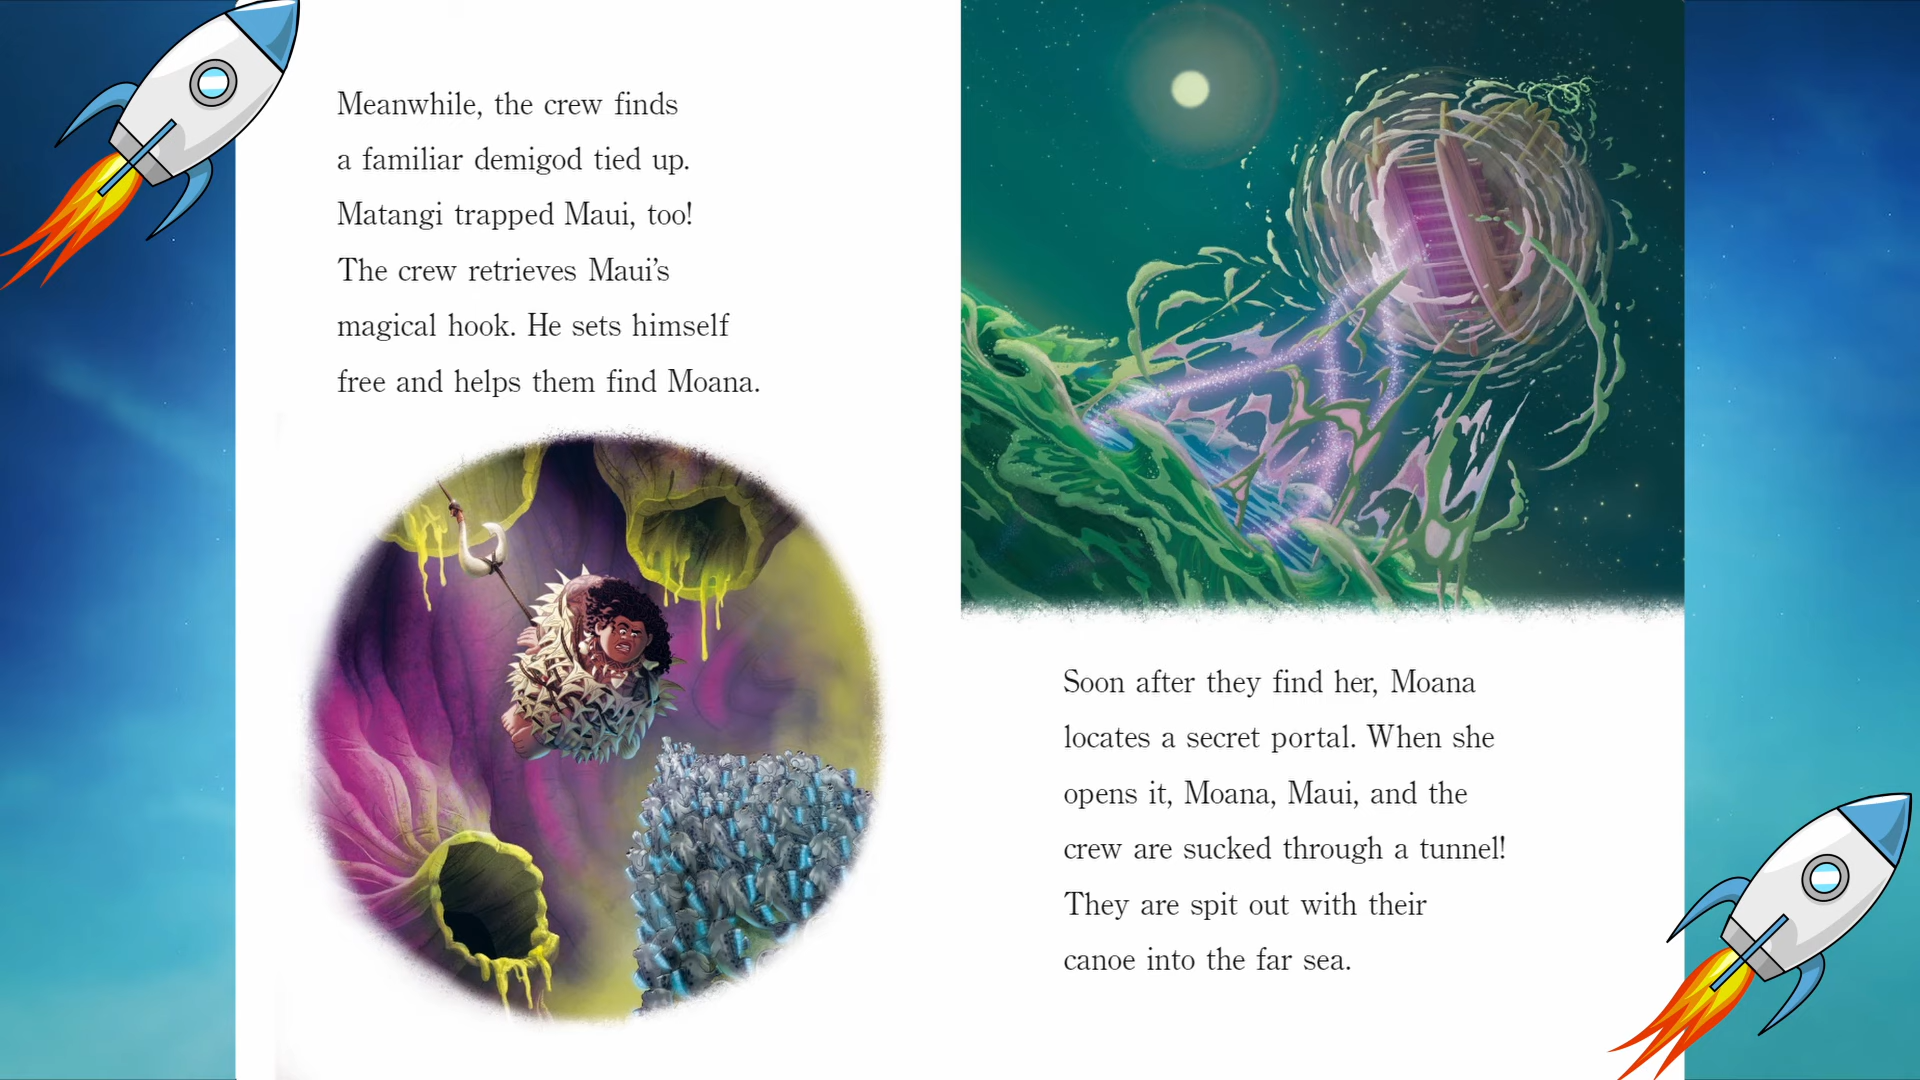 Meanwhile, the crew finds
a familiar demigod tied up.
Matangi trapped Maui, too!
The crew retrieves Maui’s
magical hook. He sets himself
free and helps them find Moana.
Soon after they find her, Moana
locates a secret portal. When she
opens it, Moana, Maui, and the
crew are sucked through a tunnel!
They are spit out with their
canoe into the far sea.